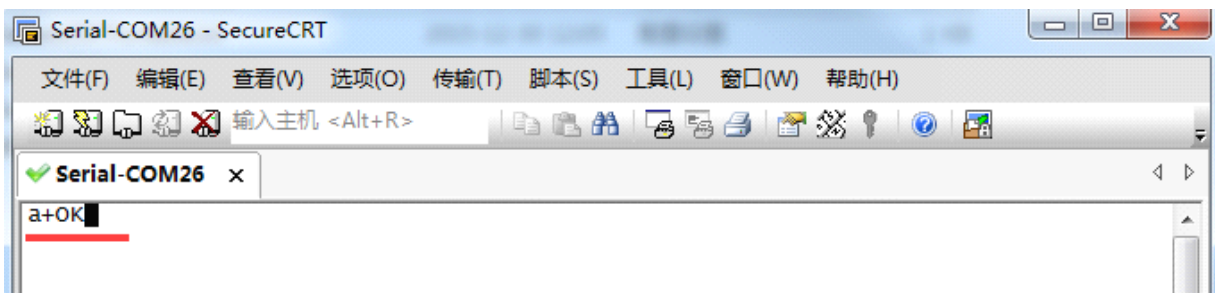 Serial-COM26 - SecureCRT
文件(F) 编辑(E) 查看(V) 选项(O) 传输(T) 脚本(S) 工具(L) 窗口(W) 帮助(H)
输入主机 <Alt+R>
Serial-COM26 x
a+OK